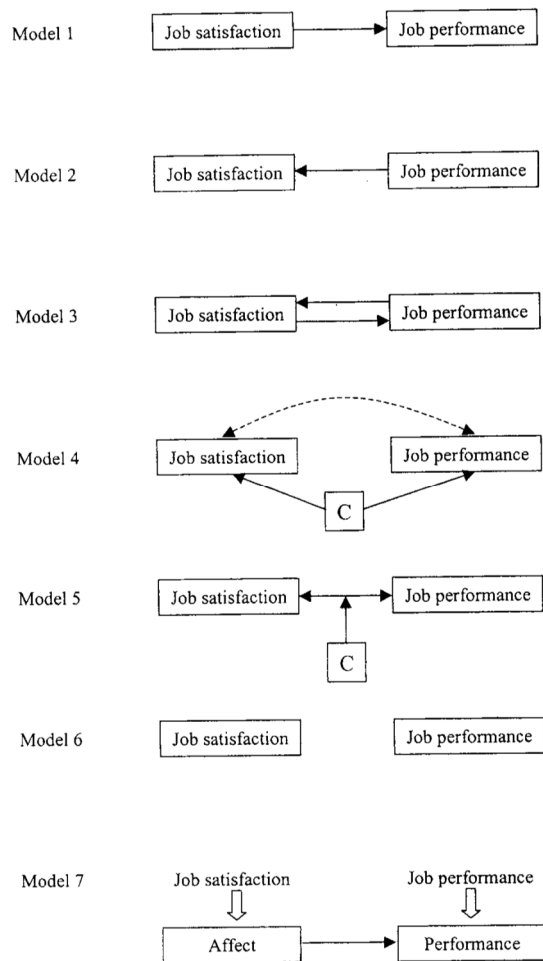 Model 1 Job satisfaction Job performance
Model 2 Job satisfaction Job performance
Model 3 Job satisfaction Job performance
Model 4 Job satisfaction Job performance
C
Model 5 Job satisfaction Job performance
C
Model 6 Job satisfaction Job performance
Model 7 Job satisfaction Job performance
Affect Performance